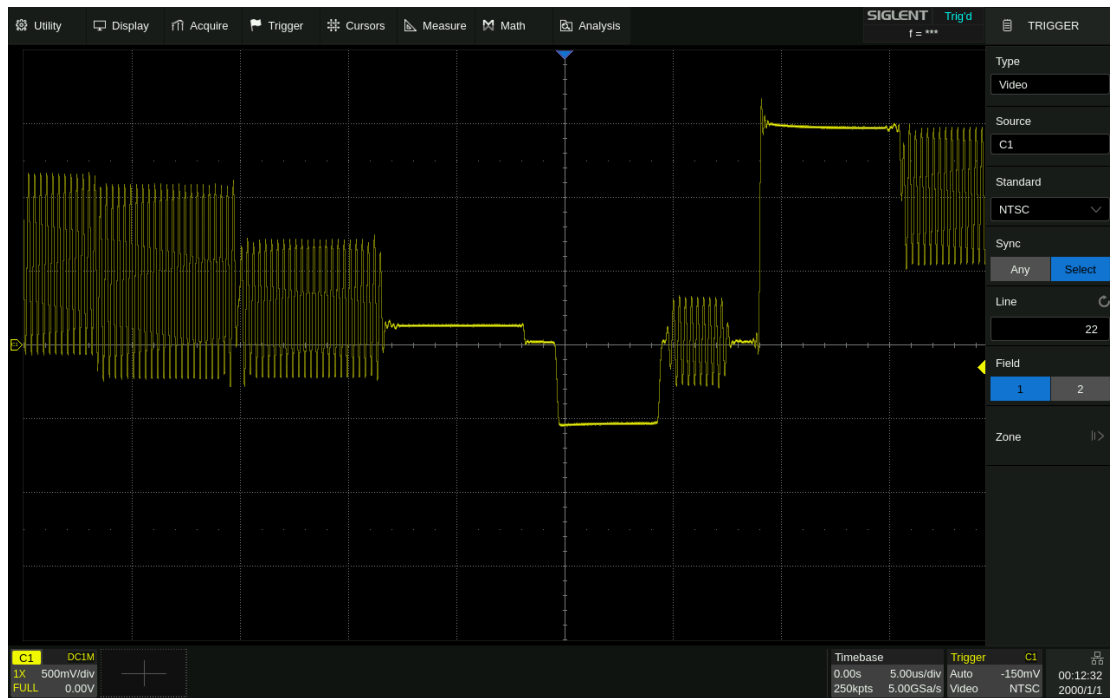 Utility Display Acquire Trigger Cursors Measure Math Analysis
SIGLENT Trig'd
f = ***
TRIGGER
Type
Video
Source
C1
Standard
NTSC
Sync
Any Select
Line
22
Field
1 2
Zone
C1 DC1M
1X 500mV/div
FULL 0.00V
Timebase
0.00s 5.00us/div
250kpts 5.00GSa/s
Trigger C1
Auto -150mV
Video NTSC
00:12:32
2000/1/1